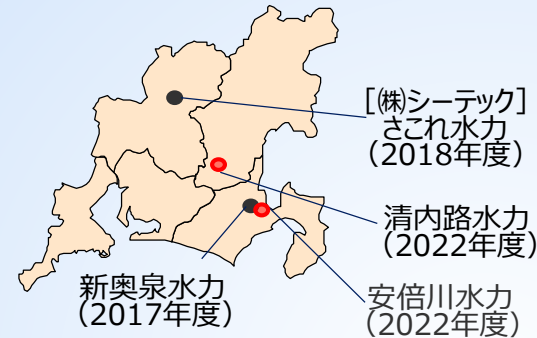 [㈱シーテック]
さこれ水力
（2018年度）
清内路水力
（2022年度）
新奥泉水力
（2017年度）
安倍川水力
（2022年度）